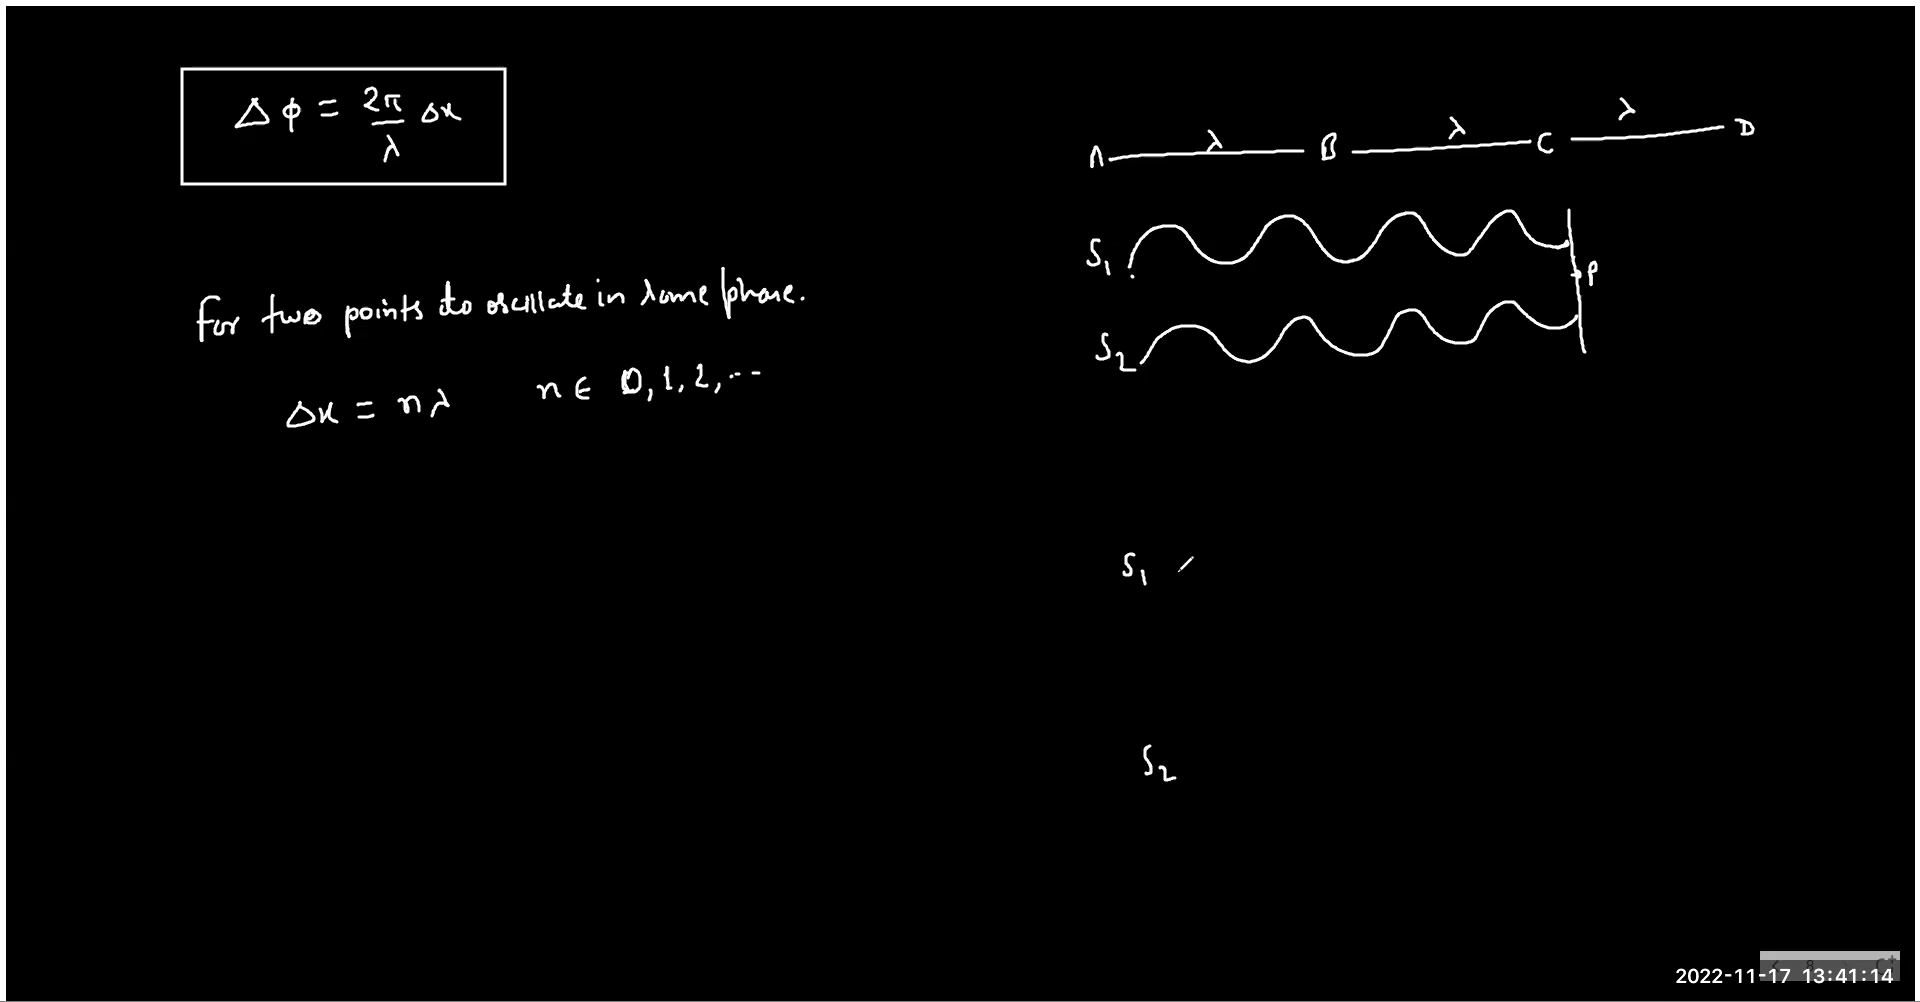 Δφ = 2π/λ Δx
For two points to oscillate in same phase.
Δx = nλ n ∈ 0, 1, 2, ...
A λ B λ C λ D
S₁
P
S₂
S₁
S₂
2022-11-17 13:41:14